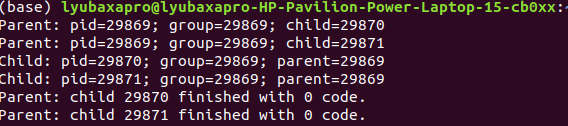 (base) lyubaxapro@lyubaxapro-HP-Pavilion-Power-Laptop-15-cb0xx:
Parent: pid=29869; group=29869; child=29870
Parent: pid=29869; group=29869; child=29871
Child: pid=29870; group=29869; parent=29869
Child: pid=29871; group=29869; parent=29869
Parent: child 29870 finished with 0 code.
Parent: child 29871 finished with 0 code.